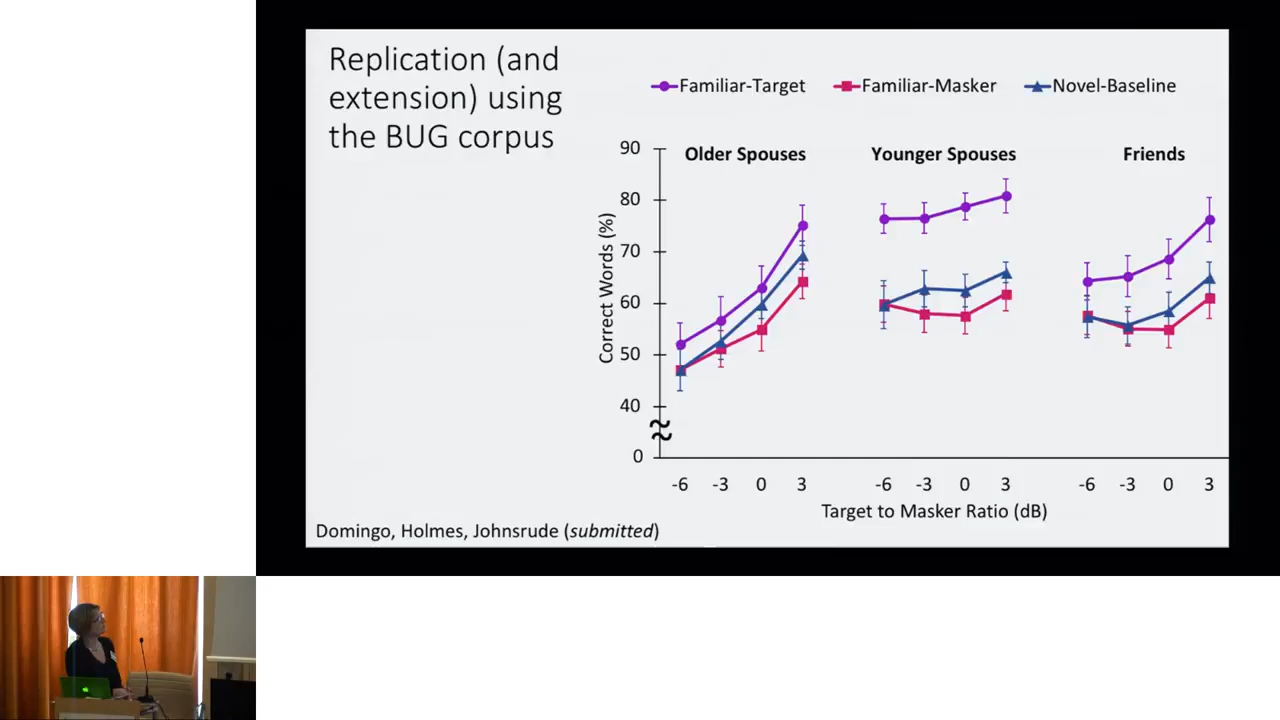 Replication (and
extension) using
the BUG corpus
Familiar-Target Familiar-Masker Novel-Baseline
Older Spouses Younger Spouses Friends
Correct Words (%)
90
80
70
60
50
40
0
-6 -3 0 3 -6 -3 0 3 -6 -3 0 3
Target to Masker Ratio (dB)
Domingo, Holmes, Johnsrude (submitted)